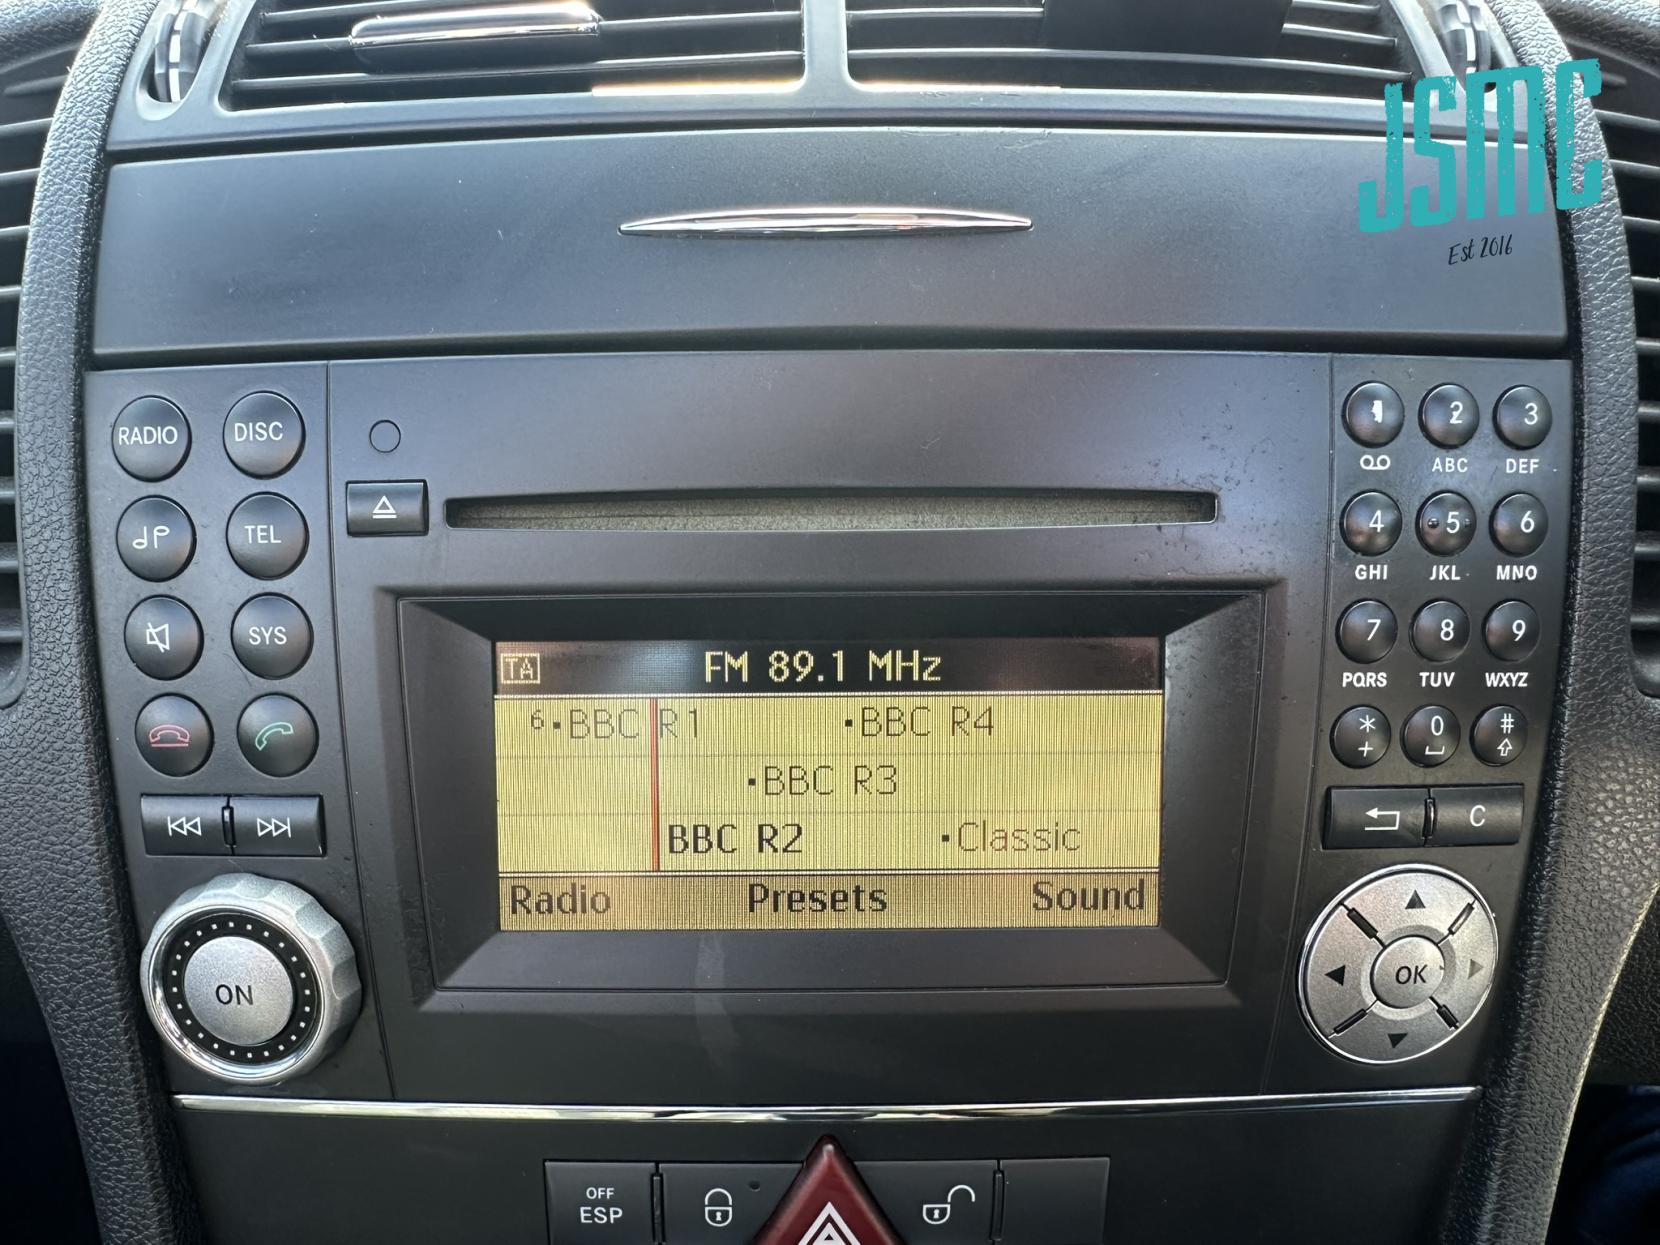 JSMC
Est 2016
RADIO DISC
1 2 3
ABC DEF
TEL
4 5 6
GHI JKL MNO
SYS
7 8 9
PQRS TUV WXYZ
* 0 #
+
TA FM 89.1 MHz
6 BBC R1 BBC R4
BBC R3
BBC R2 Classic
Radio Presets Sound
C
ON
OK
OFF
ESP